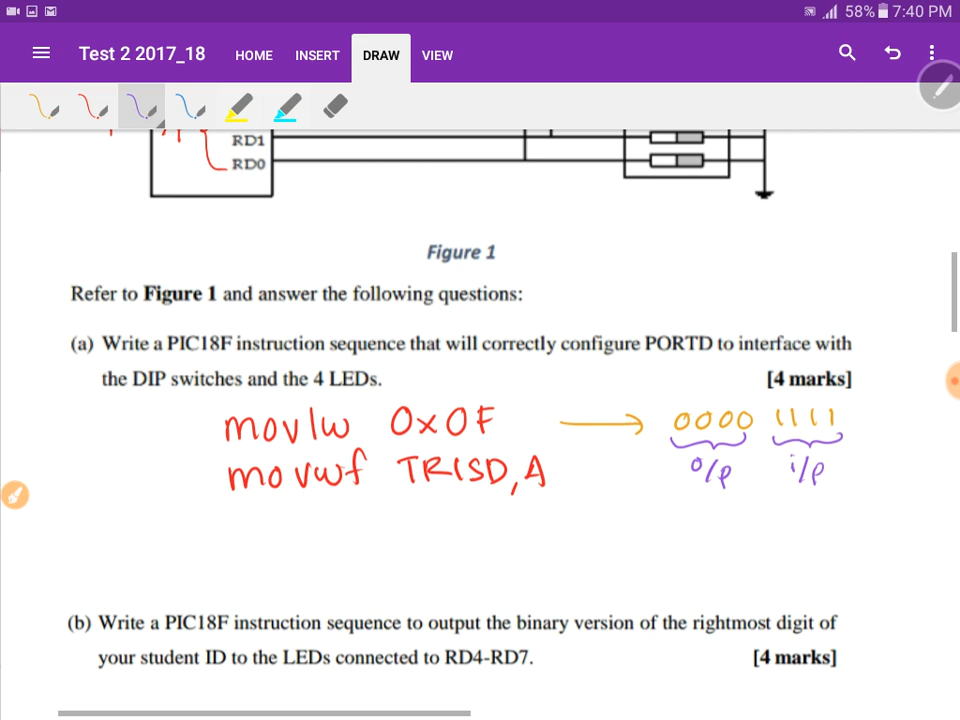 58% 7:40 PM
Test 2 2017_18 HOME INSERT DRAW VIEW
RD1
RD0
Figure 1
Refer to Figure 1 and answer the following questions:
(a) Write a PIC18F instruction sequence that will correctly configure PORTD to interface with
the DIP switches and the 4 LEDs. [4 marks]
movlw 0x0F → 0000 1111
movwf TRISD, A o/p i/p
(b) Write a PIC18F instruction sequence to output the binary version of the rightmost digit of
your student ID to the LEDs connected to RD4-RD7. [4 marks]